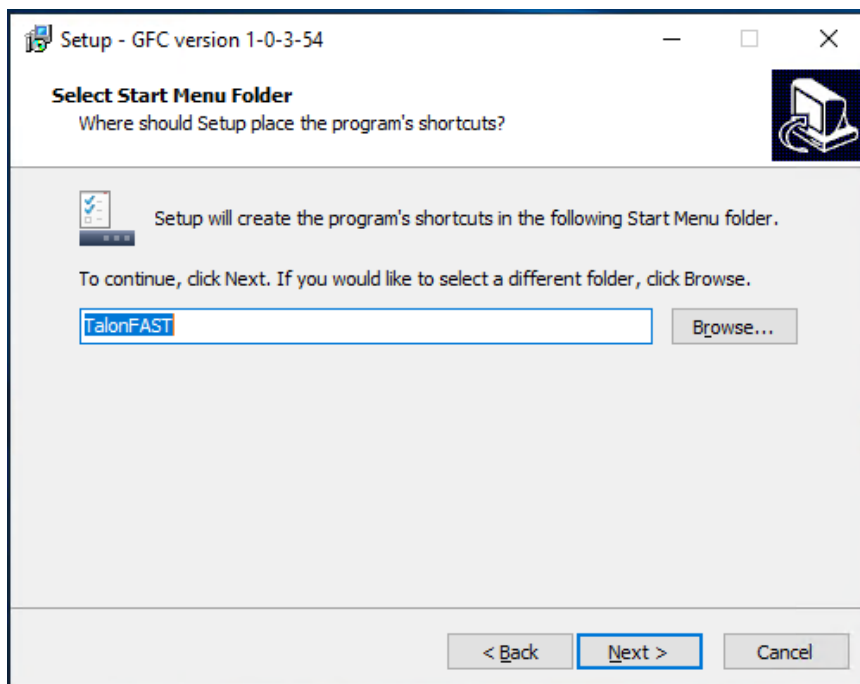 Setup - GFC version 1-0-3-54
Select Start Menu Folder
Where should Setup place the program's shortcuts?
Setup will create the program's shortcuts in the following Start Menu folder.
To continue, click Next. If you would like to select a different folder, click Browse.
TalonFAST
Browse...
< Back
Next >
Cancel